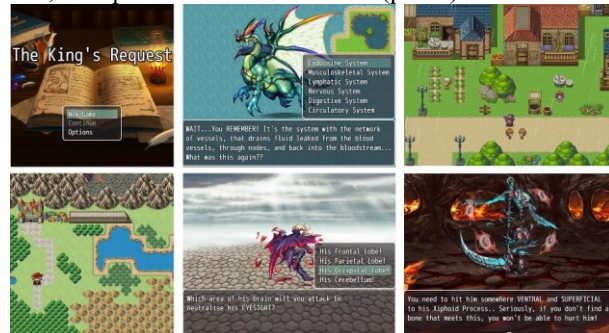 The King's Request
New Game
Continue
Options
Endocrine System
Musculoskeletal System
Lymphatic System
Nervous System
Digestive System
Circulatory System
WAIT...You REMEMBER! It's the system with the network
of vessels, that drains fluid leaked from the blood
vessels, through nodes, and back into the bloodstream...
What was this again??
His Frontal Lobe!
His Parietal Lobe!
His Occipital Lobe!
His Cerebellum!
Which area of his brain will you attack to
neutralise his EYESIGHT?
You need to hit him somewhere VENTRAL and SUPERFICIAL
to his Xiphoid Process.. Seriously, if you don't find a
bone that meets this, you won't be able to hurt him!